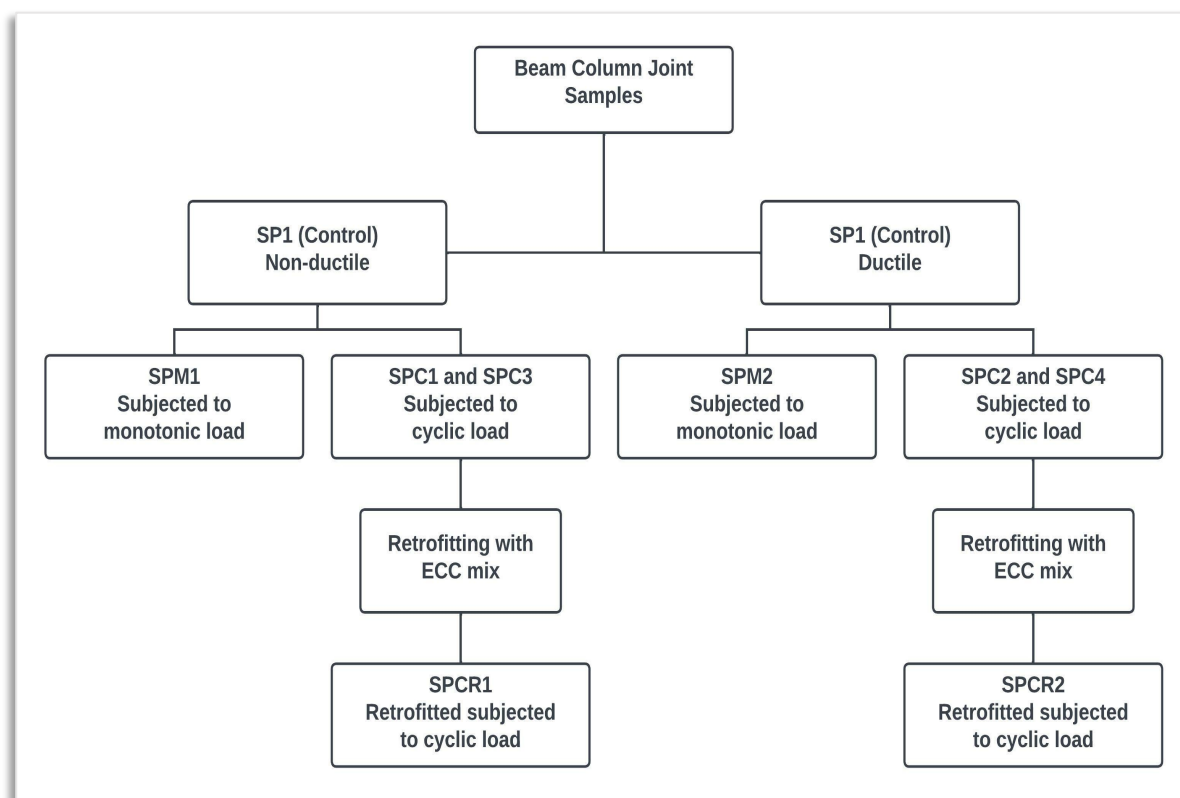 Beam Column Joint
Samples
SP1 (Control)
Non-ductile
SP1 (Control)
Ductile
SPM1
Subjected to
monotonic load
SPC1 and SPC3
Subjected to
cyclic load
SPM2
Subjected to
monotonic load
SPC2 and SPC4
Subjected to
cyclic load
Retrofitting with
ECC mix
Retrofitting with
ECC mix
SPCR1
Retrofitted subjected
to cyclic load
SPCR2
Retrofitted subjected
to cyclic load